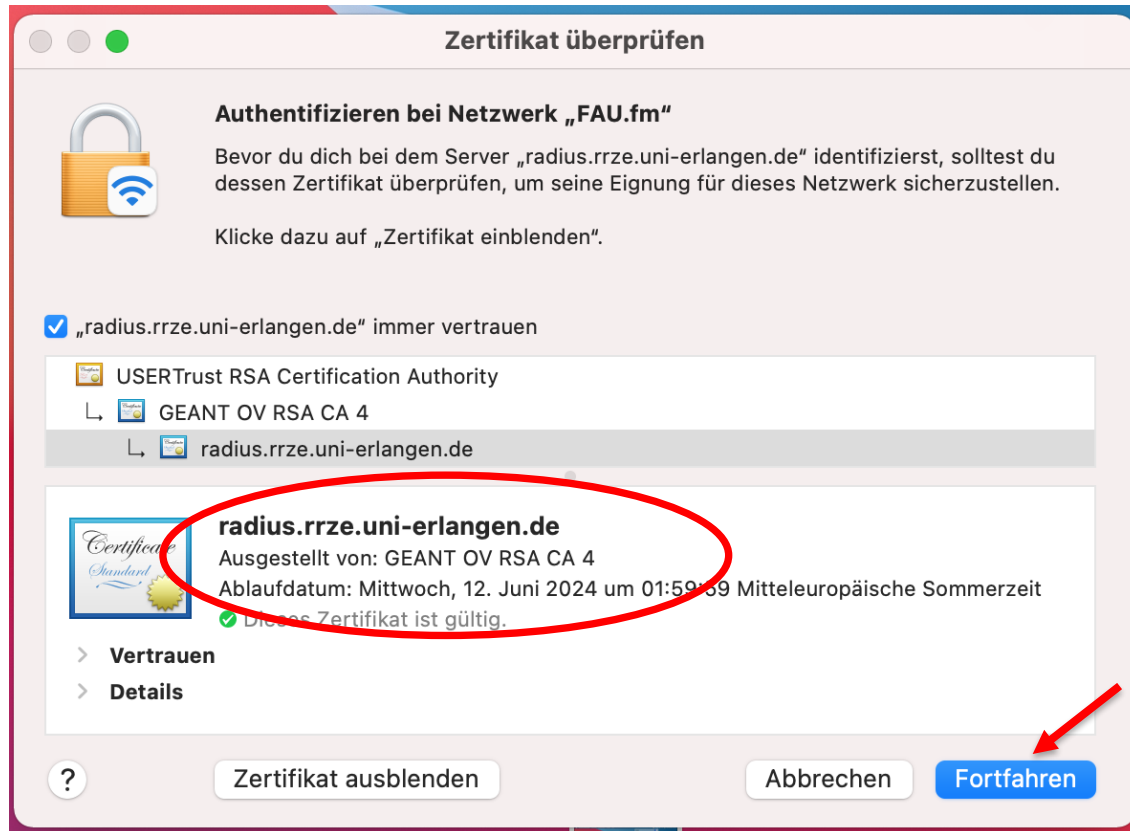 Zertifikat überprüfen
Authentifizieren bei Netzwerk „FAU.fm“
Bevor du dich bei dem Server „radius.rrze.uni-erlangen.de“ identifizierst, solltest du
dessen Zertifikat überprüfen, um seine Eignung für dieses Netzwerk sicherzustellen.
Klicke dazu auf „Zertifikat einblenden“.
„radius.rrze.uni-erlangen.de“ immer vertrauen
USERTrust RSA Certification Authority
GEANT OV RSA CA 4
radius.rrze.uni-erlangen.de
Certificate
Standard
radius.rrze.uni-erlangen.de
Ausgestellt von: GEANT OV RSA CA 4
Ablaufdatum: Mittwoch, 12. Juni 2024 um 01:59:59 Mitteleuropäische Sommerzeit
Dieses Zertifikat ist gültig.
Vertrauen
Details
?
Zertifikat ausblenden
Abbrechen
Fortfahren